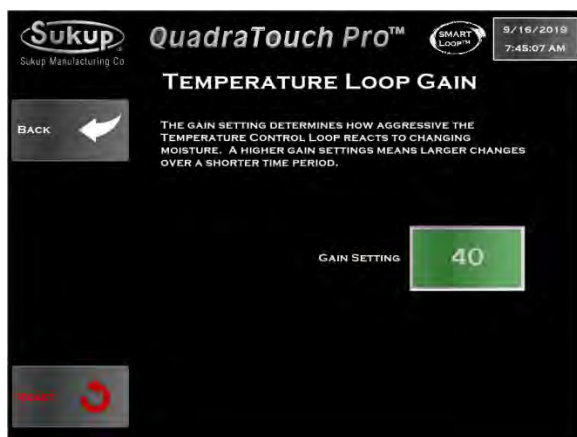 Sukup
Sukup Manufacturing Co
QuadraTouch Pro™
SMART
LOOP™
9/16/2019
7:45:07 AM
TEMPERATURE LOOP GAIN
BACK
THE GAIN SETTING DETERMINES HOW AGGRESSIVE THE
TEMPERATURE CONTROL LOOP REACTS TO CHANGING
MOISTURE. A HIGHER GAIN SETTINGS MEANS LARGER CHANGES
OVER A SHORTER TIME PERIOD.
GAIN SETTING
40
RESET